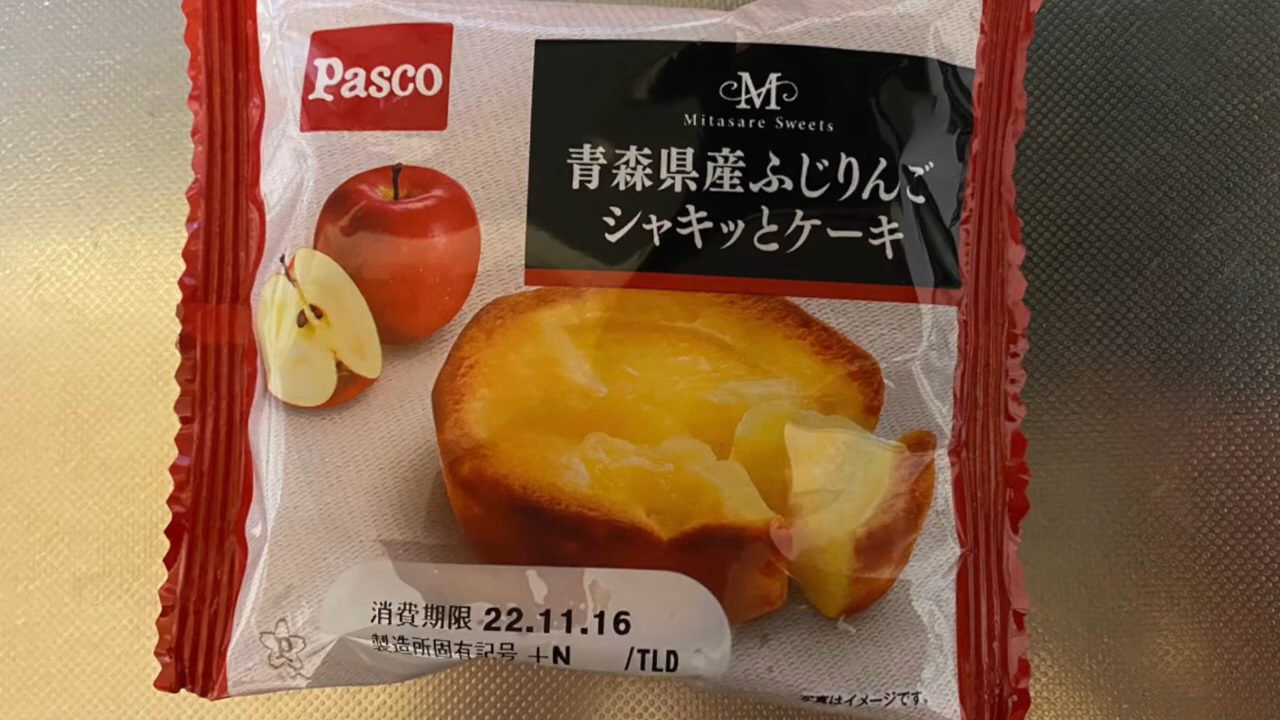 Pasco
M
Mitasare Sweets
青森県産ふじりんご
シャキッとケーキ
消費期限 22.11.16
製造所固有記号 +N /TLD
写真はイメージです。